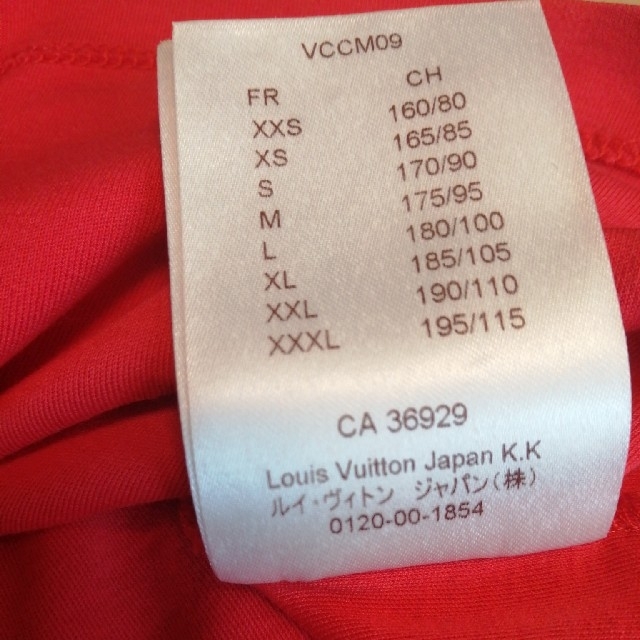 VCCM09
FR CH
XXS 160/80
XS 165/85
S 170/90
M 175/95
L 180/100
XL 185/105
XXL 190/110
XXXL 195/115
CA 36929
Louis Vuitton Japan K.K
ルイ・ヴィトン ジャパン(株)
0120-00-1854